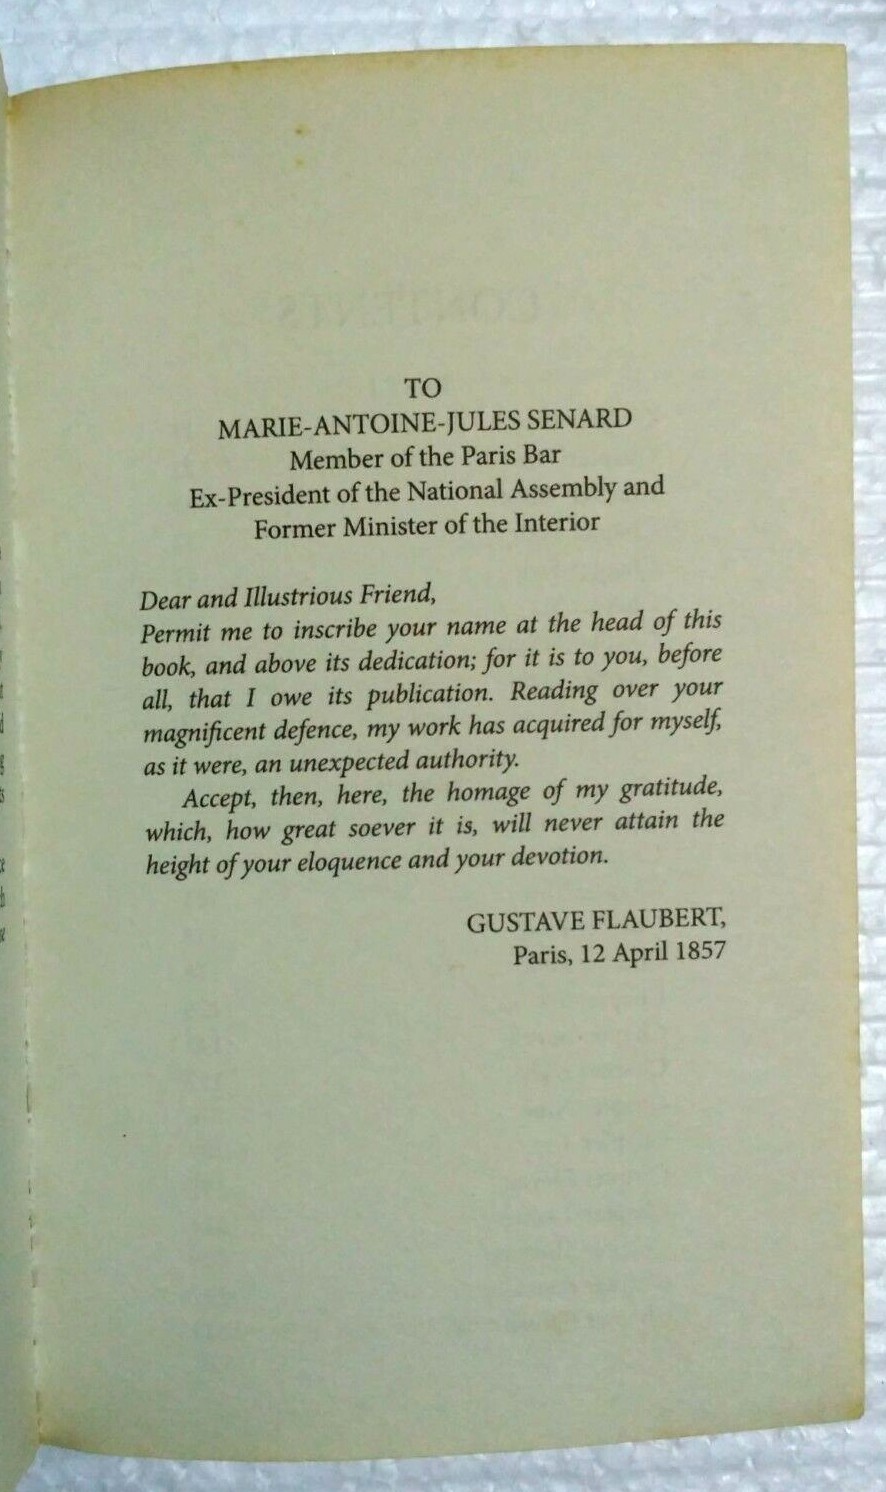 TO
MARIE-ANTOINE-JULES SENARD
Member of the Paris Bar
Ex-President of the National Assembly and
Former Minister of the Interior
Dear and Illustrious Friend,
Permit me to inscribe your name at the head of this
book, and above its dedication; for it is to you, before
all, that I owe its publication. Reading over your
magnificent defence, my work has acquired for myself,
as it were, an unexpected authority.
Accept, then, here, the homage of my gratitude,
which, how great soever it is, will never attain the
height of your eloquence and your devotion.
GUSTAVE FLAUBERT,
Paris, 12 April 1857